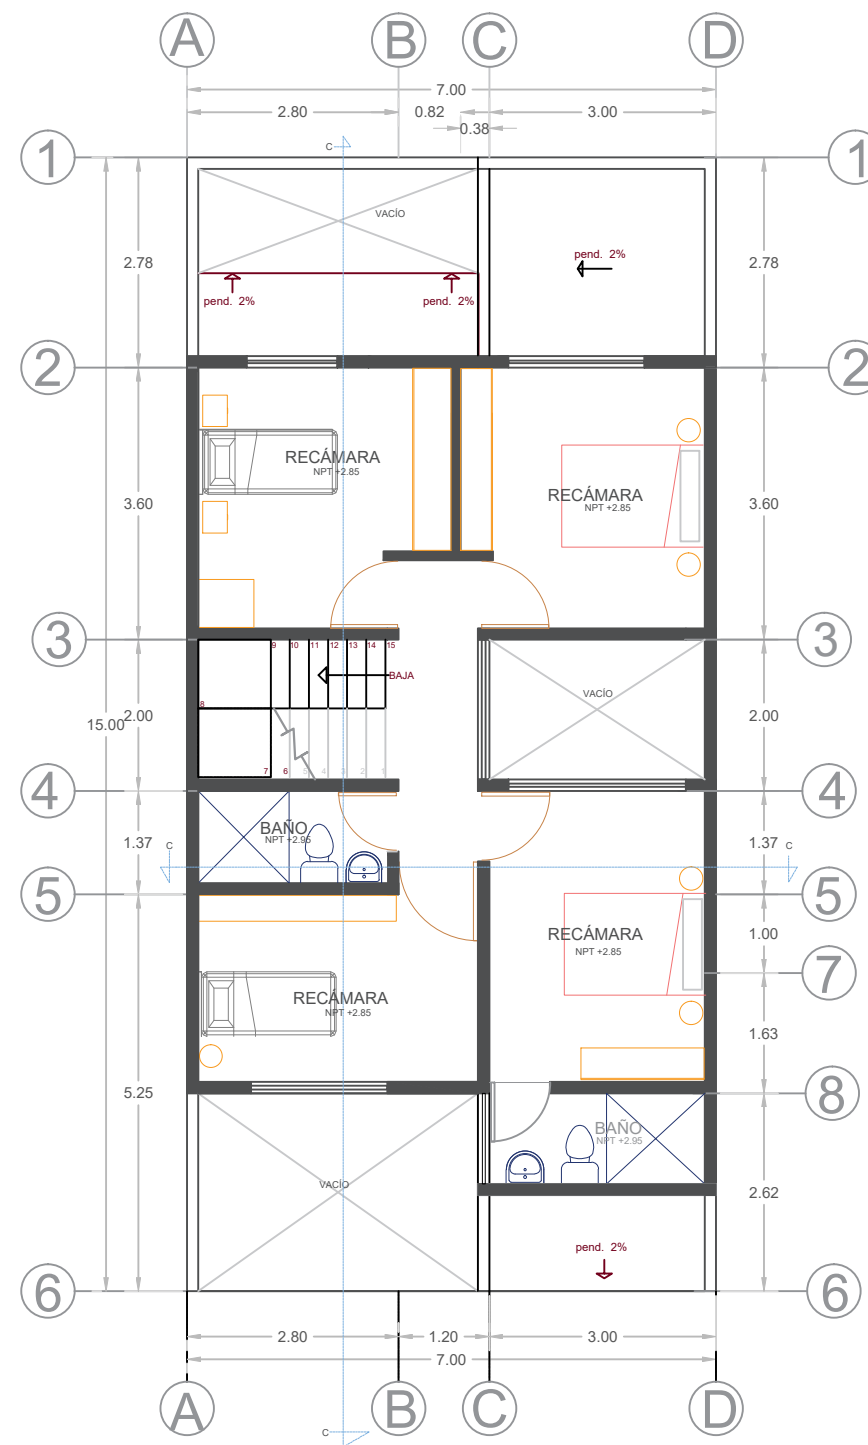 A B C D
7.00
2.80 0.82 3.00
0.38
C
1 1
VACÍO
pend. 2%
2.78 2.78
pend. 2% pend. 2%
2 2
RECÁMARA
NPT +2.85
RECÁMARA
NPT +2.85
3.60 3.60
3 3
9 10 11 12 13 14 15
BAJA
VACÍO
8
15.00 2.00 2.00
7 6 5 4 3 2 1
4 4
BAÑO
NPT +2.95
1.37 1.37
C C
5 5
RECÁMARA
NPT +2.85
1.00
7
RECÁMARA
NPT +2.85
1.63
5.25
8
BAÑO
NPT +2.95
VACÍO
2.62
pend. 2%
6 6
2.80 1.20 3.00
7.00
A B C D
C